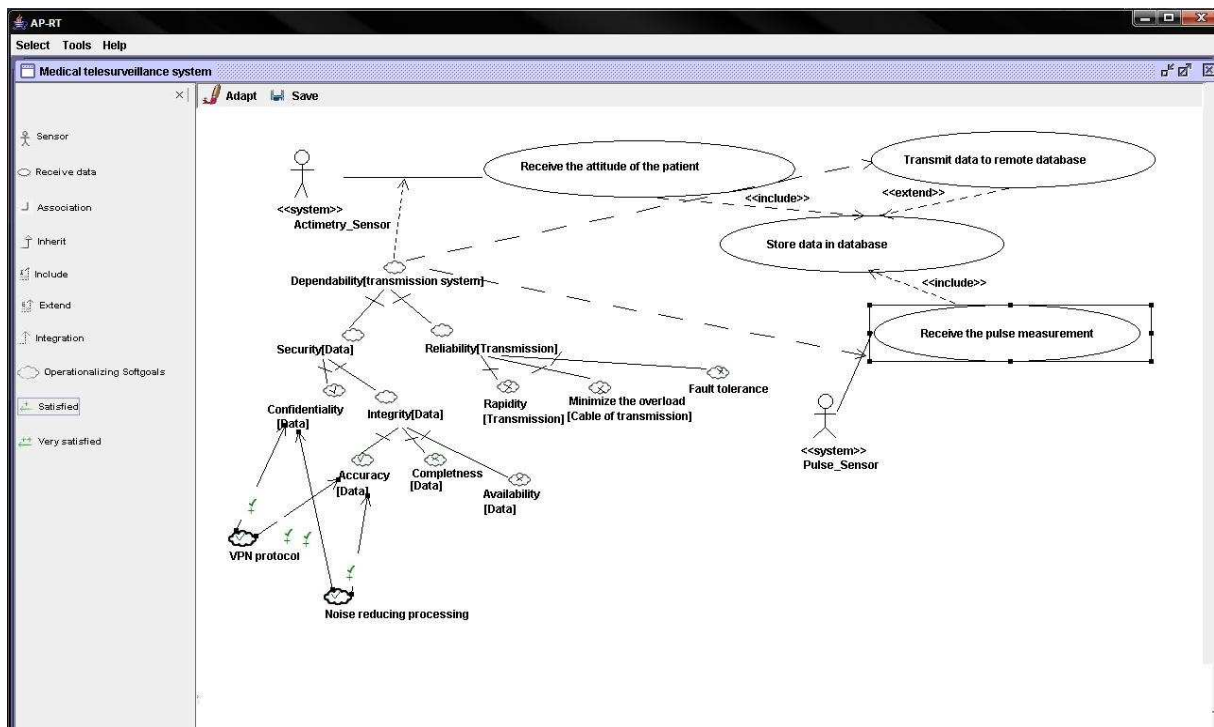 AP-RT
Select Tools Help
Medical telesurveillance system
Adapt Save
Sensor
Receive data
Association
Inherit
Include
Extend
Integration
Operationalizing Softgoals
Satisfied
Very satisfied
Receive the attitude of the patient
Transmit data to remote database
<<system>>
Actimetry_Sensor
<<include>>
<<extend>>
Store data in database
Dependability[transmission system]
<<include>>
Receive the pulse measurement
Security[Data]
Reliability[Transmission]
Fault tolerance
Rapidity
[Transmission]
Minimize the overload
[Cable of transmission]
Confidentiality
[Data]
Integrity[Data]
<<system>>
Pulse_Sensor
Accuracy
[Data]
Completness
[Data]
Availability
[Data]
VPN protocol
Noise reducing processing